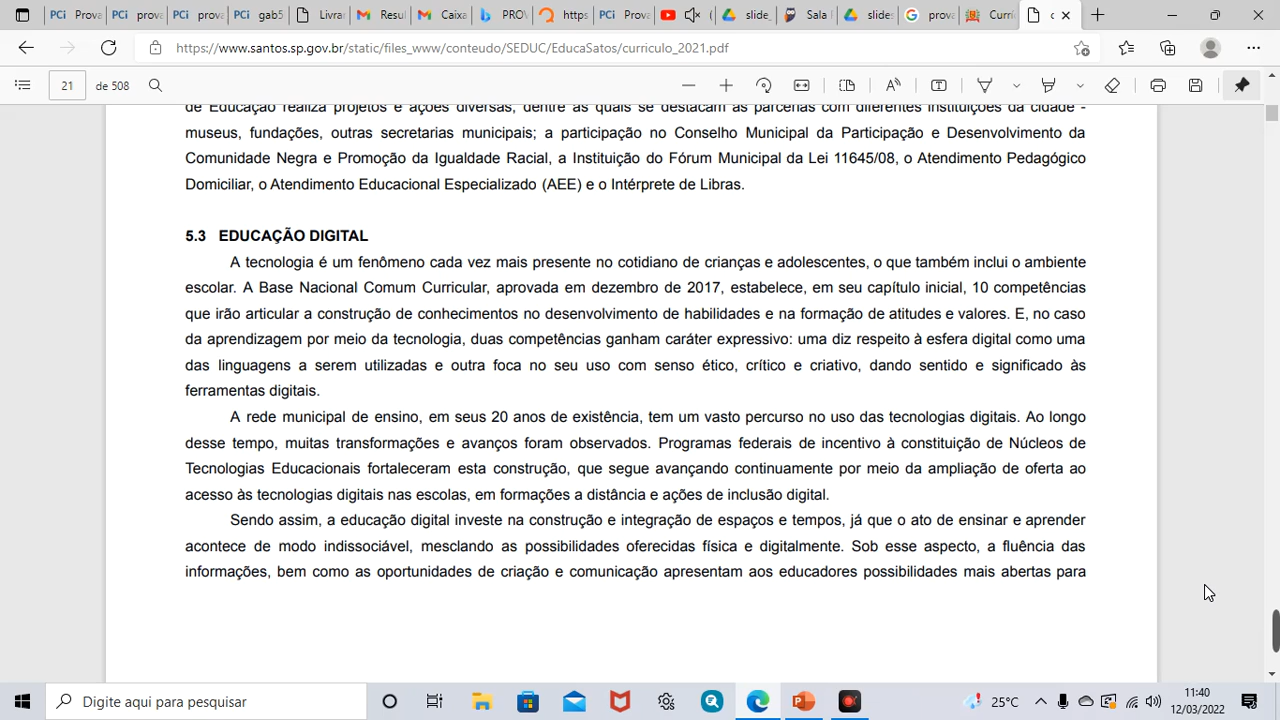 Prova
prova
prova
gab5
Livrar
Resu
Caixa
PROV
https
Prova
slide_
Sala
slides
prova
Currí
c
https://www.santos.sp.gov.br/static/files_www/conteudo/SEDUC/EducaSatos/curriculo_2021.pdf
21 de 508
de Educação realiza projetos e ações diversas, dentre as quais se destacam as parcerias com diferentes instituições da cidade -
museus, fundações, outras secretarias municipais; a participação no Conselho Municipal da Participação e Desenvolvimento da
Comunidade Negra e Promoção da Igualdade Racial, a Instituição do Fórum Municipal da Lei 11645/08, o Atendimento Pedagógico
Domiciliar, o Atendimento Educacional Especializado (AEE) e o Intérprete de Libras.
5.3 EDUCAÇÃO DIGITAL
A tecnologia é um fenômeno cada vez mais presente no cotidiano de crianças e adolescentes, o que também inclui o ambiente
escolar. A Base Nacional Comum Curricular, aprovada em dezembro de 2017, estabelece, em seu capítulo inicial, 10 competências
que irão articular a construção de conhecimentos no desenvolvimento de habilidades e na formação de atitudes e valores. E, no caso
da aprendizagem por meio da tecnologia, duas competências ganham caráter expressivo: uma diz respeito à esfera digital como uma
das linguagens a serem utilizadas e outra foca no seu uso com senso ético, crítico e criativo, dando sentido e significado às
ferramentas digitais.
A rede municipal de ensino, em seus 20 anos de existência, tem um vasto percurso no uso das tecnologias digitais. Ao longo
desse tempo, muitas transformações e avanços foram observados. Programas federais de incentivo à constituição de Núcleos de
Tecnologias Educacionais fortaleceram esta construção, que segue avançando continuamente por meio da ampliação de oferta ao
acesso às tecnologias digitais nas escolas, em formações a distância e ações de inclusão digital.
Sendo assim, a educação digital investe na construção e integração de espaços e tempos, já que o ato de ensinar e aprender
acontece de modo indissociável, mesclando as possibilidades oferecidas física e digitalmente. Sob esse aspecto, a fluência das
informações, bem como as oportunidades de criação e comunicação apresentam aos educadores possibilidades mais abertas para
Digite aqui para pesquisar
25°C
11:40
12/03/2022